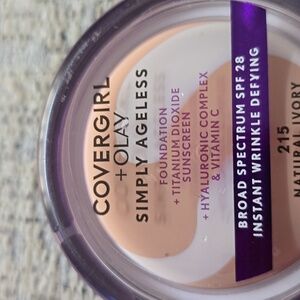 COVERGIRL
+OLAY
SIMPLY AGELESS
FOUNDATION
+ TITANIUM DIOXIDE
SUNSCREEN
+ HYALURONIC COMPLEX
& VITAMIN C
BROAD SPECTRUM SPF 28
INSTANT WRINKLE DEFYING
215
NATURAL IVORY